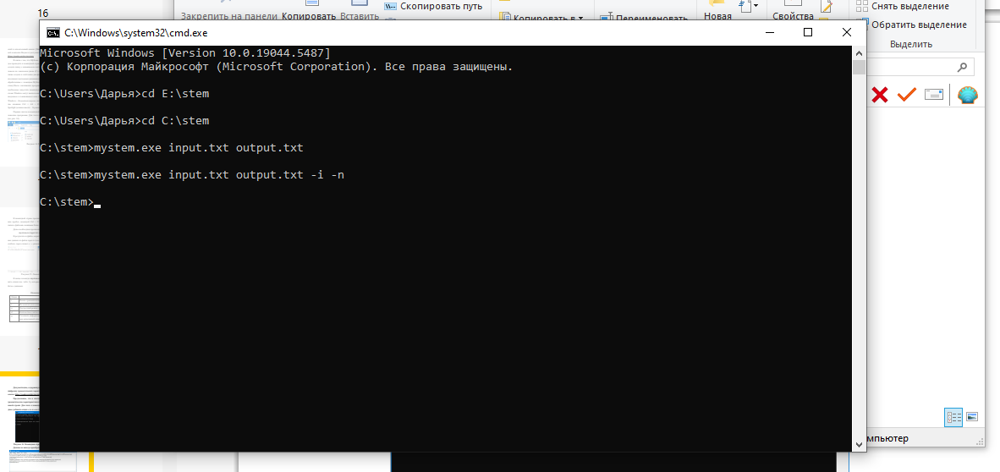 16
Закрепить на панели
Копировать
Вставить
Скопировать путь
Копировать в
Переименовать
Новая
Свойства
Снять выделение
Обратить выделение
Выделить
C:\Windows\system32\cmd.exe
Microsoft Windows [Version 10.0.19044.5487]
(c) Корпорация Майкрософт (Microsoft Corporation). Все права защищены.
C:\Users\Дарья>cd E:\stem
C:\Users\Дарья>cd C:\stem
C:\stem>mystem.exe input.txt output.txt
C:\stem>mystem.exe input.txt output.txt -i -n
C:\stem>
мпьютер